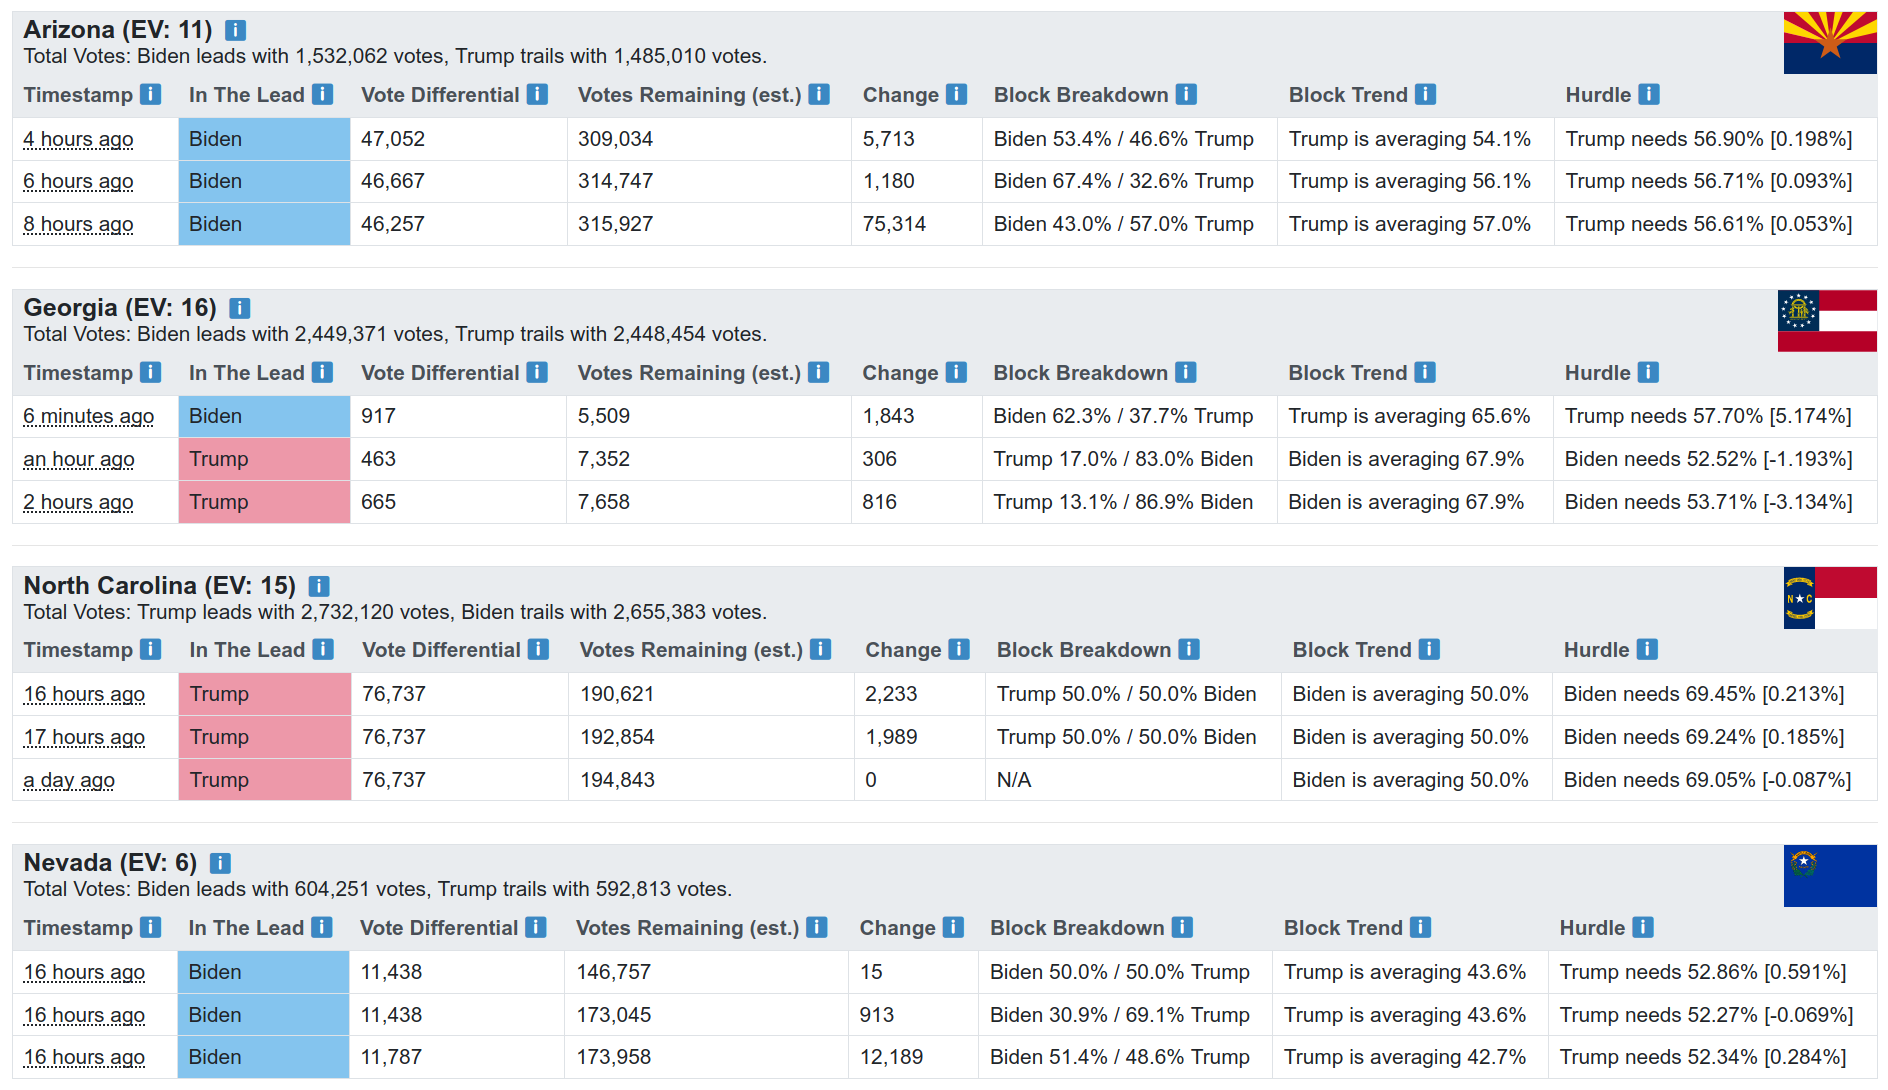 Arizona (EV: 11) i
Total Votes: Biden leads with 1,532,062 votes, Trump trails with 1,485,010 votes.
Timestamp i In The Lead i Vote Differential i Votes Remaining (est.) i Change i Block Breakdown i Block Trend i Hurdle i
4 hours ago Biden 47,052 309,034 5,713 Biden 53.4% / 46.6% Trump Trump is averaging 54.1% Trump needs 56.90% [0.198%]
6 hours ago Biden 46,667 314,747 1,180 Biden 67.4% / 32.6% Trump Trump is averaging 56.1% Trump needs 56.71% [0.093%]
8 hours ago Biden 46,257 315,927 75,314 Biden 43.0% / 57.0% Trump Trump is averaging 57.0% Trump needs 56.61% [0.053%]
Georgia (EV: 16) i
Total Votes: Biden leads with 2,449,371 votes, Trump trails with 2,448,454 votes.
Timestamp i In The Lead i Vote Differential i Votes Remaining (est.) i Change i Block Breakdown i Block Trend i Hurdle i
6 minutes ago Biden 917 5,509 1,843 Biden 62.3% / 37.7% Trump Trump is averaging 65.6% Trump needs 57.70% [5.174%]
an hour ago Trump 463 7,352 306 Trump 17.0% / 83.0% Biden Biden is averaging 67.9% Biden needs 52.52% [-1.193%]
2 hours ago Trump 665 7,658 816 Trump 13.1% / 86.9% Biden Biden is averaging 67.9% Biden needs 53.71% [-3.134%]
North Carolina (EV: 15) i
Total Votes: Trump leads with 2,732,120 votes, Biden trails with 2,655,383 votes.
N C
Timestamp i In The Lead i Vote Differential i Votes Remaining (est.) i Change i Block Breakdown i Block Trend i Hurdle i
16 hours ago Trump 76,737 190,621 2,233 Trump 50.0% / 50.0% Biden Biden is averaging 50.0% Biden needs 69.45% [0.213%]
17 hours ago Trump 76,737 192,854 1,989 Trump 50.0% / 50.0% Biden Biden is averaging 50.0% Biden needs 69.24% [0.185%]
a day ago Trump 76,737 194,843 0 N/A Biden is averaging 50.0% Biden needs 69.05% [-0.087%]
Nevada (EV: 6) i
Total Votes: Biden leads with 604,251 votes, Trump trails with 592,813 votes.
Timestamp i In The Lead i Vote Differential i Votes Remaining (est.) i Change i Block Breakdown i Block Trend i Hurdle i
16 hours ago Biden 11,438 146,757 15 Biden 50.0% / 50.0% Trump Trump is averaging 43.6% Trump needs 52.86% [0.591%]
16 hours ago Biden 11,438 173,045 913 Biden 30.9% / 69.1% Trump Trump is averaging 43.6% Trump needs 52.27% [-0.069%]
16 hours ago Biden 11,787 173,958 12,189 Biden 51.4% / 48.6% Trump Trump is averaging 42.7% Trump needs 52.34% [0.284%]